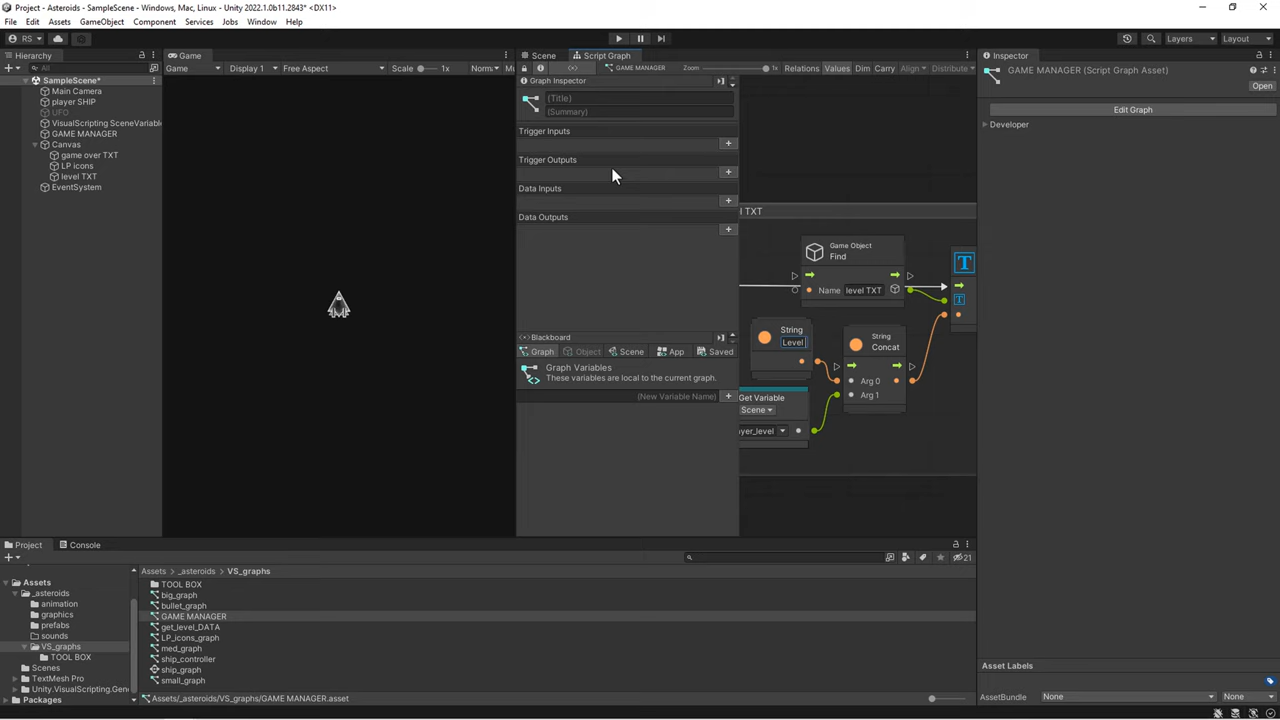 Project - Asteroids - SampleScene - Windows, Mac, Linux - Unity 2022.1.0b11.2843* <DX11>
File Edit Assets GameObject Component Services Jobs Window Help
RS Layers Layout
Hierarchy Game Scene Script Graph Inspector
All Game Display 1 Free Aspect Scale 1x Norm Mu GAME MANAGER Zoom 1x Relations Values Dim Carry Align Distribute
SampleScene*
Main Camera
player SHIP
UFO
VisualScripting SceneVariabl
GAME MANAGER
Canvas
game over TXT
LP icons
level TXT
EventSystem
Graph Inspector
(Title)
(Summary)
Trigger Inputs
Trigger Outputs
Data Inputs
Data Outputs
Blackboard
Graph Object Scene App Saved
Graph Variables
These variables are local to the current graph.
(New Variable Name)
TXT
Game Object
Find
Name level TXT
String
Level
String
Concat
Arg 0
Arg 1
Get Variable
Scene
yer_level
GAME MANAGER (Script Graph Asset)
Open
Edit Graph
Developer
Asset Labels
AssetBundle None None
Project Console
21
Assets
_asteroids
animation
graphics
prefabs
sounds
VS_graphs
TOOL BOX
Scenes
TextMesh Pro
Unity.VisualScripting.Gene
Packages
Assets > _asteroids > VS_graphs
TOOL BOX
big_graph
bullet_graph
GAME MANAGER
get_level_DATA
LP_icons_graph
med_graph
ship_controller
ship_graph
small_graph
Assets/_asteroids/VS_graphs/GAME MANAGER.asset